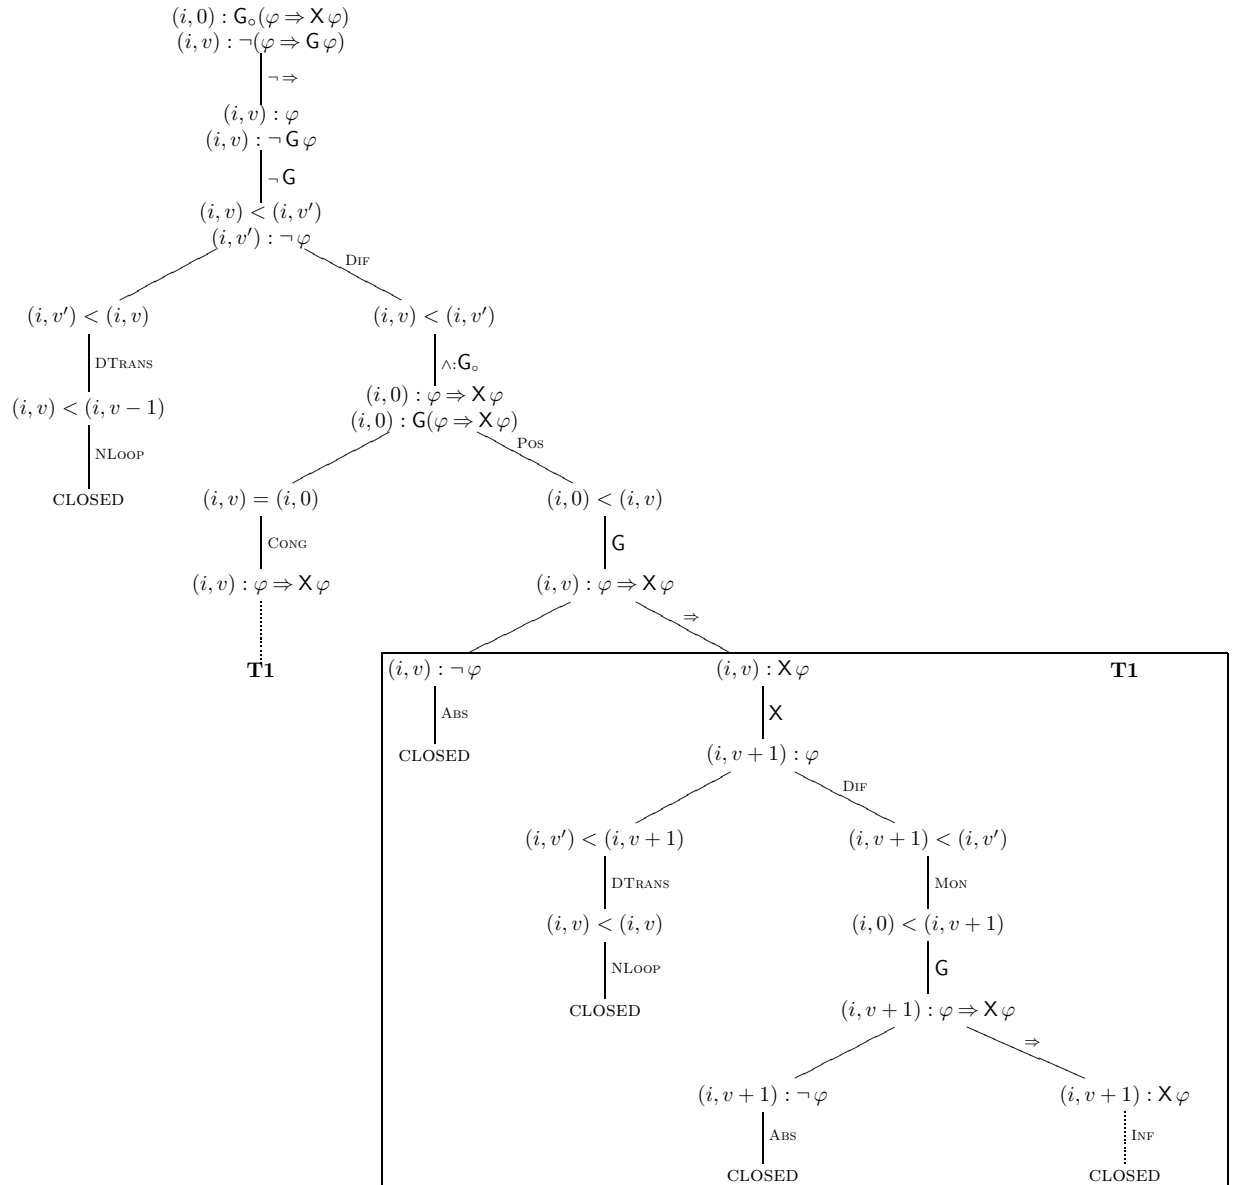 (i, 0) : G∘(φ ⇒ X φ)
(i, v) : ¬(φ ⇒ G φ)
¬ ⇒
(i, v) : φ
(i, v) : ¬ G φ
¬ G
(i, v) < (i, v′)
(i, v′) : ¬ φ
DIF
(i, v′) < (i, v) (i, v) < (i, v′)
DTRANS ∧:G∘
(i, v) < (i, v − 1) (i, 0) : φ ⇒ X φ
(i, 0) : G(φ ⇒ X φ)
NLOOP POS
CLOSED (i, v) = (i, 0) (i, 0) < (i, v)
CONG G
(i, v) : φ ⇒ X φ (i, v) : φ ⇒ X φ
⇒
T1 (i, v) : ¬ φ (i, v) : X φ T1
ABS X
CLOSED (i, v + 1) : φ
DIF
(i, v′) < (i, v + 1) (i, v + 1) < (i, v′)
DTRANS MON
(i, v) < (i, v) (i, 0) < (i, v + 1)
NLOOP G
CLOSED (i, v + 1) : φ ⇒ X φ
⇒
(i, v + 1) : ¬ φ (i, v + 1) : X φ
ABS INF
CLOSED CLOSED